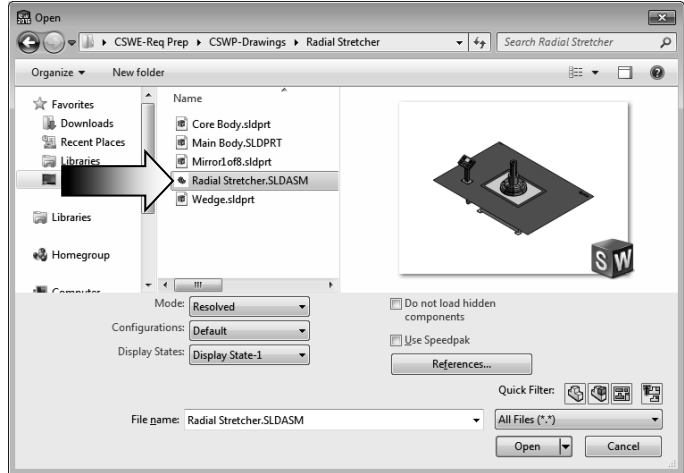 Open
CSWE-Req Prep CSWP-Drawings Radial Stretcher Search Radial Stretcher
Organize New folder
Favorites
Downloads
Recent Places
Libraries
Libraries
Homegroup
Computer
Name
Core Body.sldprt
Main Body.SLDPRT
Mirror1of8.sldprt
Radial Stretcher.SLDASM
Wedge.sldprt
SW
Mode: Resolved
Configurations: Default
Display States: Display State-1
Do not load hidden
components
Use Speedpak
References...
Quick Filter:
File name: Radial Stretcher.SLDASM All Files (*.*)
Open Cancel